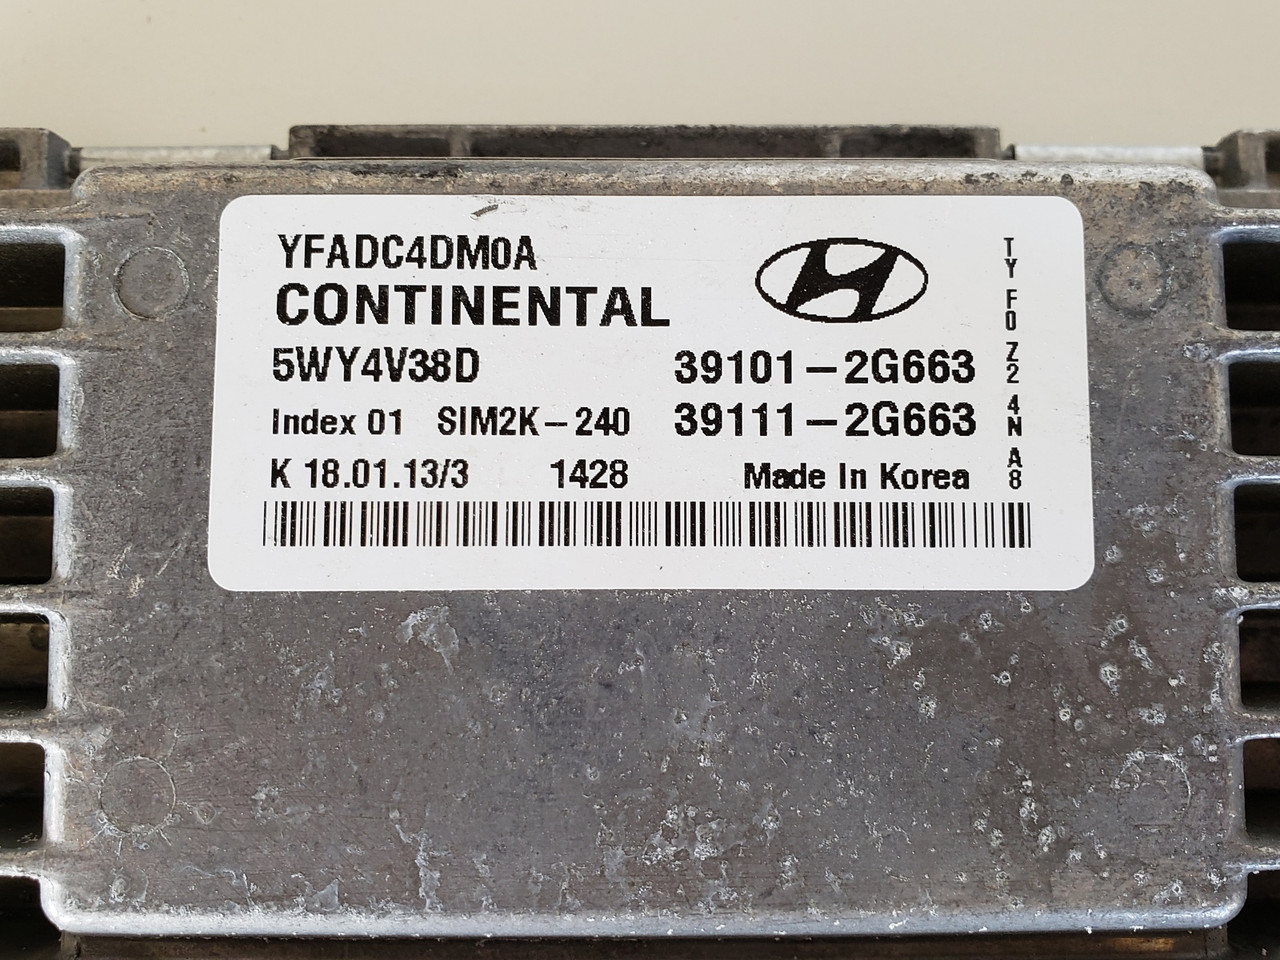 YFADC4DM0A
CONTINENTAL
5WY4V38D 39101-2G663
Index 01 SIM2K-240 39111-2G663
K 18.01.13/3 1428 Made In Korea
TY F0 Z2 4N A8